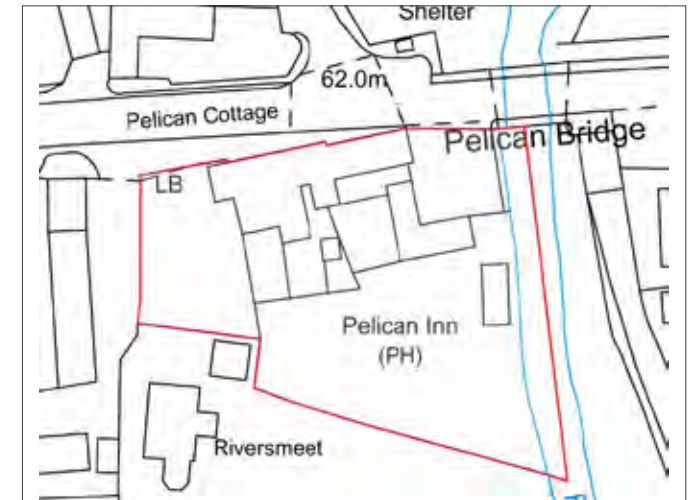 Shelter
62.0m
Pelican Cottage
Pelican Bridge
LB
Pelican Inn
(PH)
Riversmeet